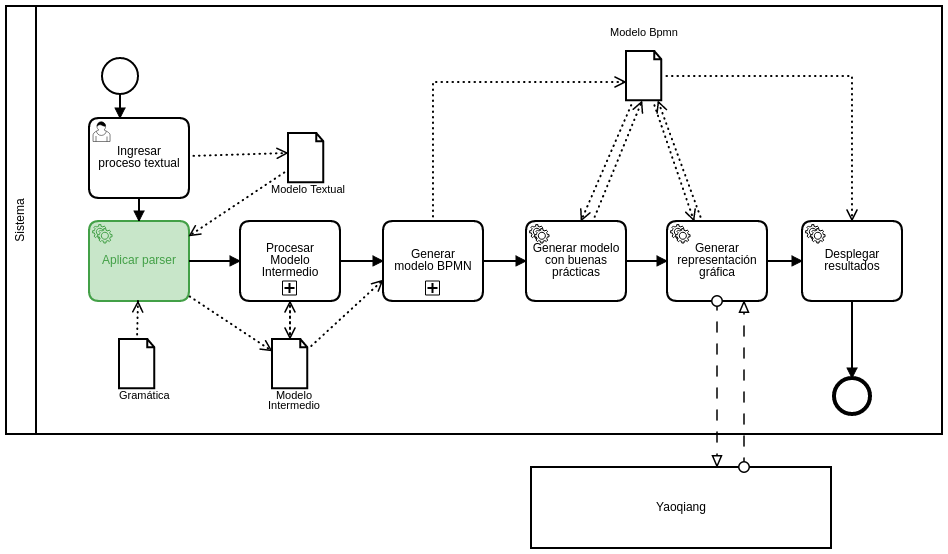 Sistema
Modelo Bpmn
Ingresar
proceso textual
Modelo Textual
Aplicar parser
Procesar
Modelo
Intermedio
Generar
modelo BPMN
Generar modelo
con buenas
prácticas
Generar
representación
gráfica
Desplegar
resultados
Gramática
Modelo
Intermedio
Yaoqiang